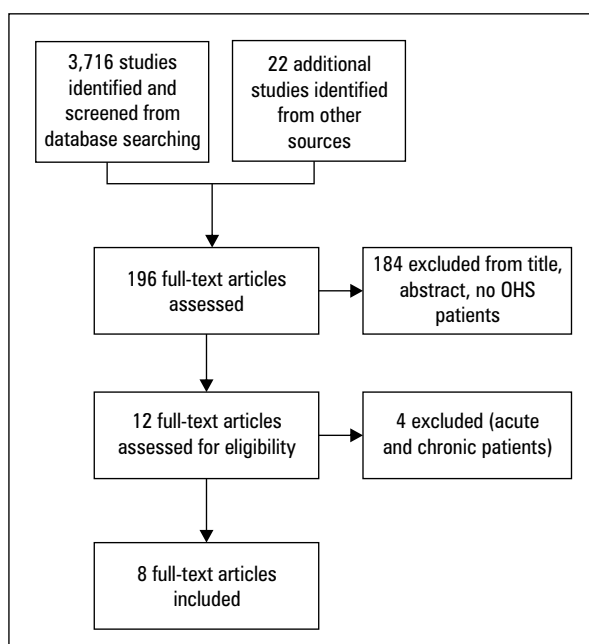 3,716 studies
identified and
screened from
database searching
22 additional
studies identified
from other
sources
196 full-text articles
assessed
184 excluded from title,
abstract, no OHS
patients
12 full-text articles
assessed for eligibility
4 excluded (acute
and chronic patients)
8 full-text articles
included